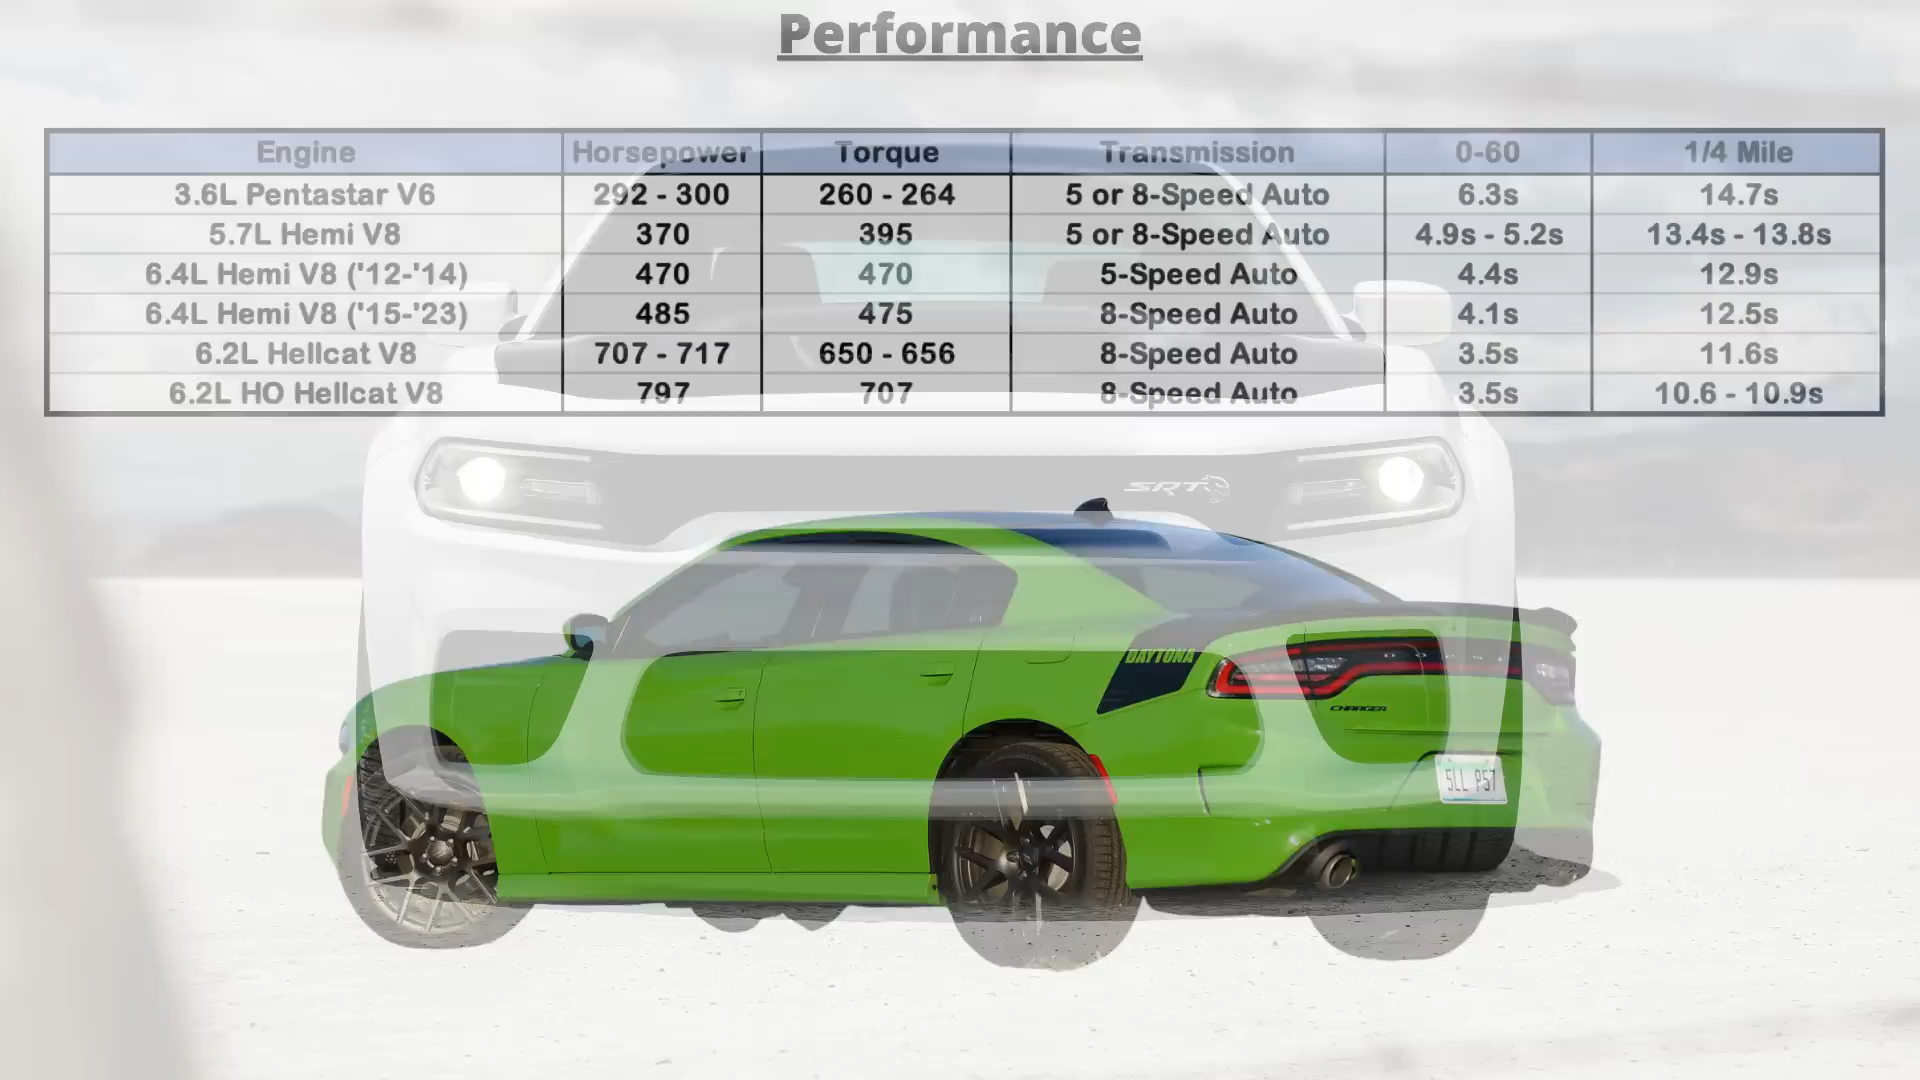 Performance
Engine Horsepower Torque Transmission 0-60 1/4 Mile
3.6L Pentastar V6 292 - 300 260 - 264 5 or 8-Speed Auto 6.3s 14.7s
5.7L Hemi V8 370 395 5 or 8-Speed Auto 4.9s - 5.2s 13.4s - 13.8s
6.4L Hemi V8 ('12-'14) 470 470 5-Speed Auto 4.4s 12.9s
6.4L Hemi V8 ('15-'23) 485 475 8-Speed Auto 4.1s 12.5s
6.2L Hellcat V8 707 - 717 650 - 656 8-Speed Auto 3.5s 11.6s
6.2L HO Hellcat V8 797 707 8-Speed Auto 3.5s 10.6 - 10.9s
SRT
DAYTONA
DODGE
CHARGER
5LL P57